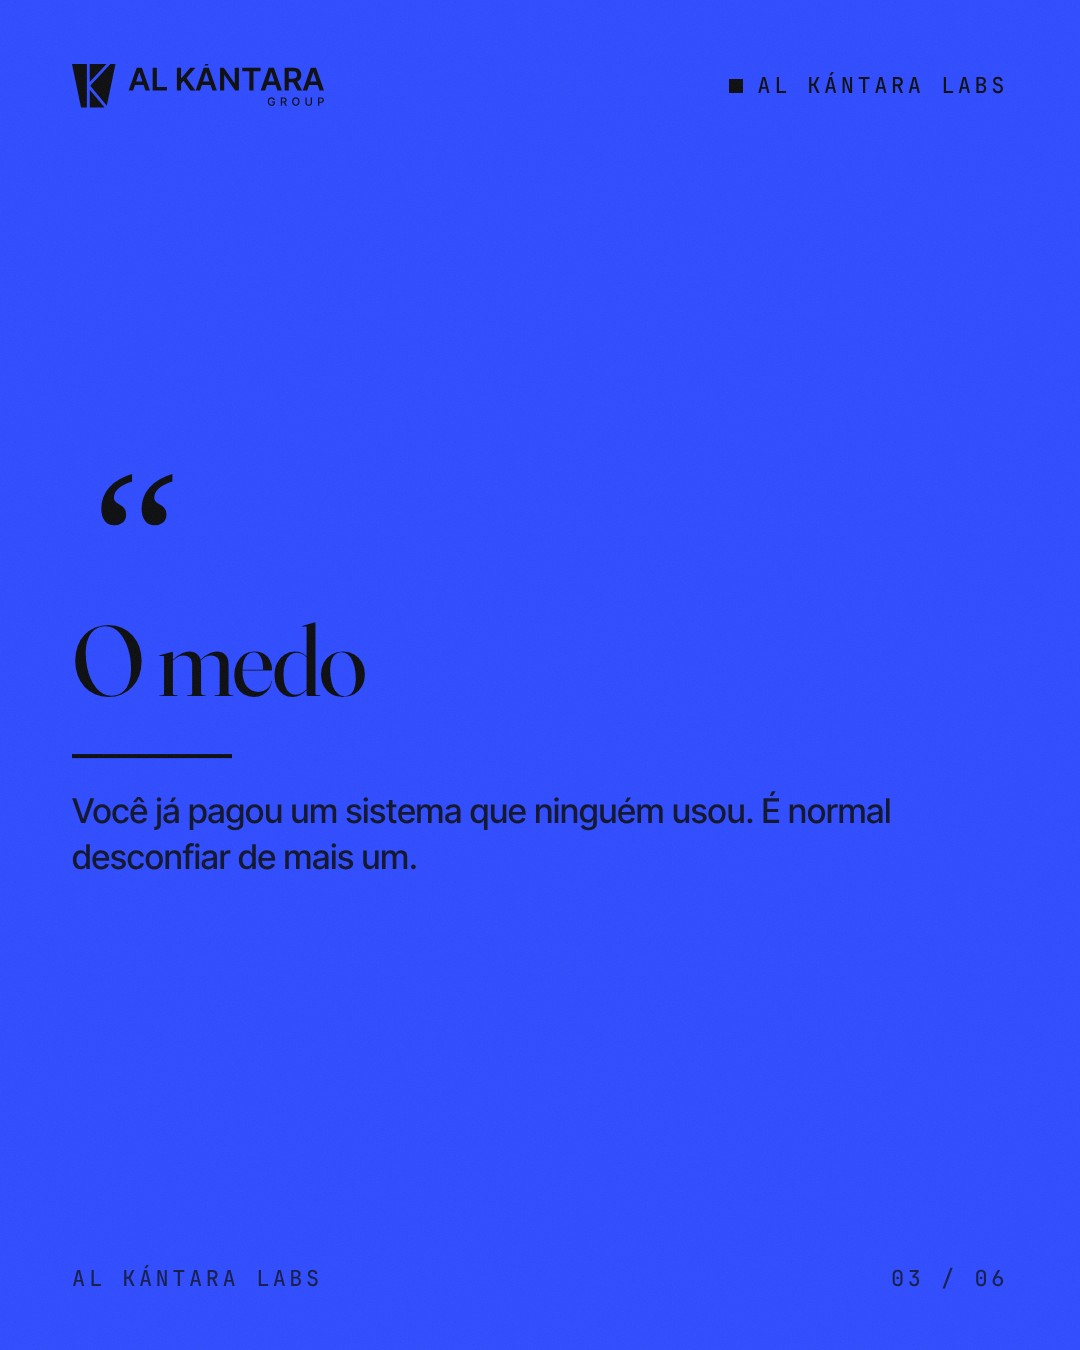 AL KÁNTARA
GROUP
AL KÁNTARA LABS
“
O medo
Você já pagou um sistema que ninguém usou. É normal
desconfiar de mais um.
AL KÁNTARA LABS
03 / 06